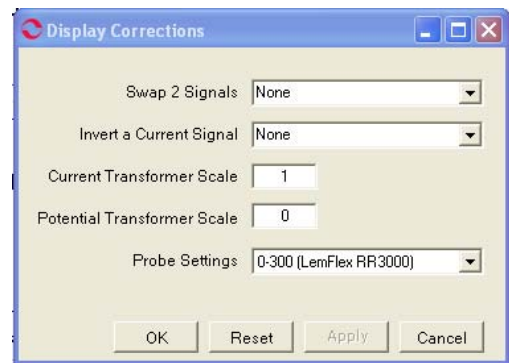 Display Corrections
Swap 2 Signals None
Invert a Current Signal None
Current Transformer Scale 1
Potential Transformer Scale 0
Probe Settings 0-300 (LemFlex RR3000)
OK Reset Apply Cancel